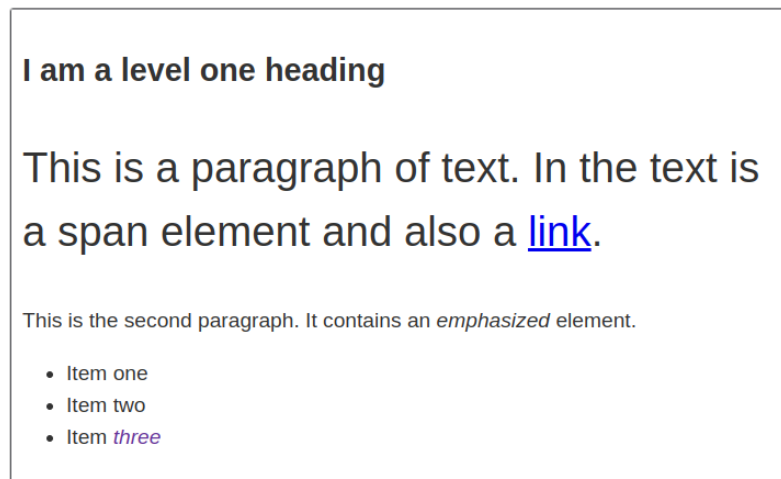 I am a level one heading
This is a paragraph of text. In the text is
a span element and also a link.
This is the second paragraph. It contains an emphasized element.
• Item one
• Item two
• Item three